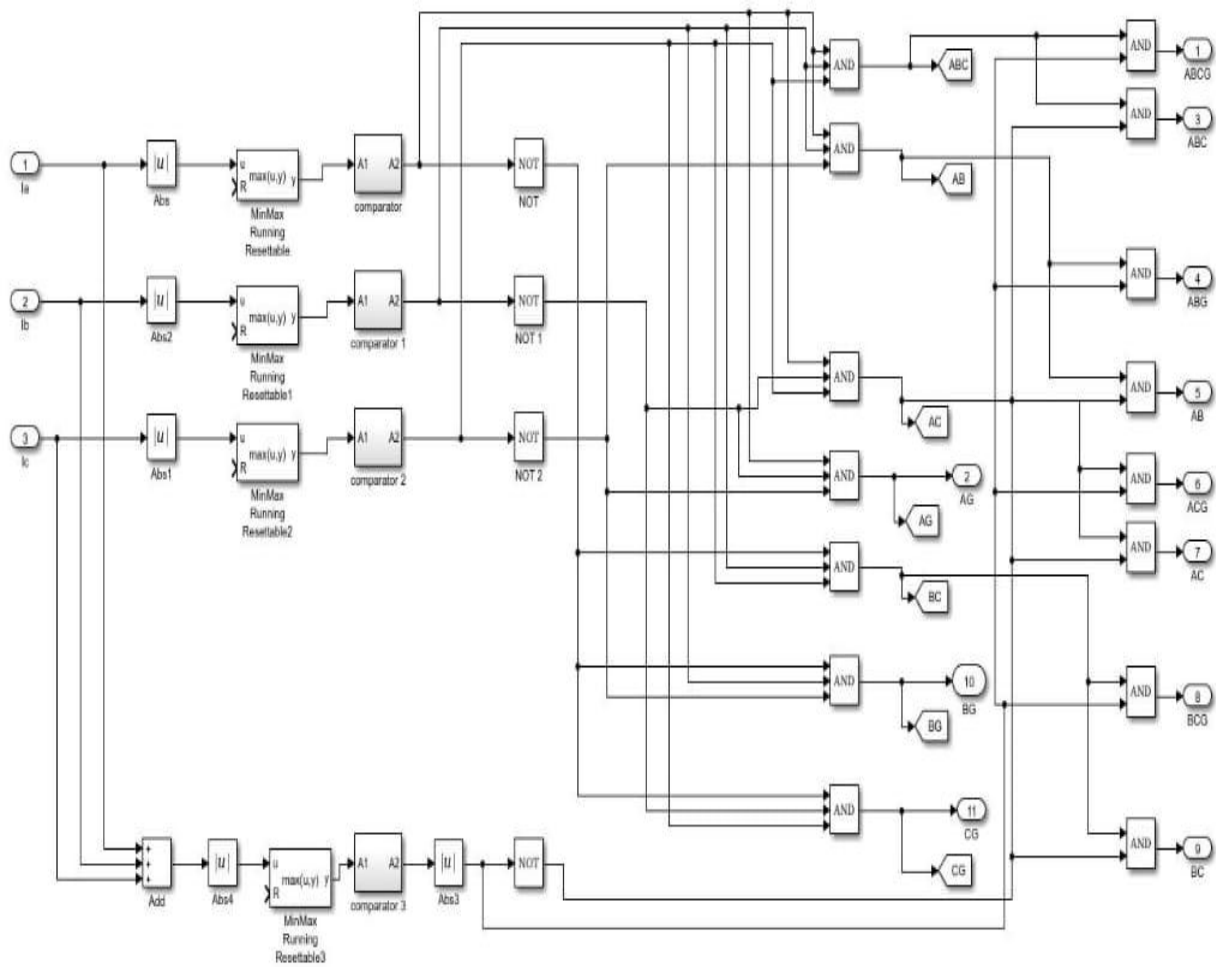 1
Ia
|u|
Abs
u
R
max(u,y)
y
MinMax
Running
Resettable
A1
A2
comparator
NOT
NOT
2
Ib
|u|
Abs2
u
R
max(u,y)
y
MinMax
Running
Resettable1
A1
A2
comparator 1
NOT
NOT 1
3
Ic
|u|
Abs1
u
R
max(u,y)
y
MinMax
Running
Resettable2
A1
A2
comparator 2
NOT
NOT 2
+
+
+
Add
|u|
Abs4
u
R
max(u,y)
y
MinMax
Running
Resettable3
A1
A2
comparator 3
|u|
Abs3
NOT
AND
ABC
AND
AB
AND
AC
AND
2
AG
AG
AND
BC
AND
10
BG
BG
AND
11
CG
CG
AND
1
ABCG
AND
3
ABC
AND
4
ABG
AND
5
AB
AND
6
ACG
AND
7
AC
AND
8
BCG
AND
9
BC